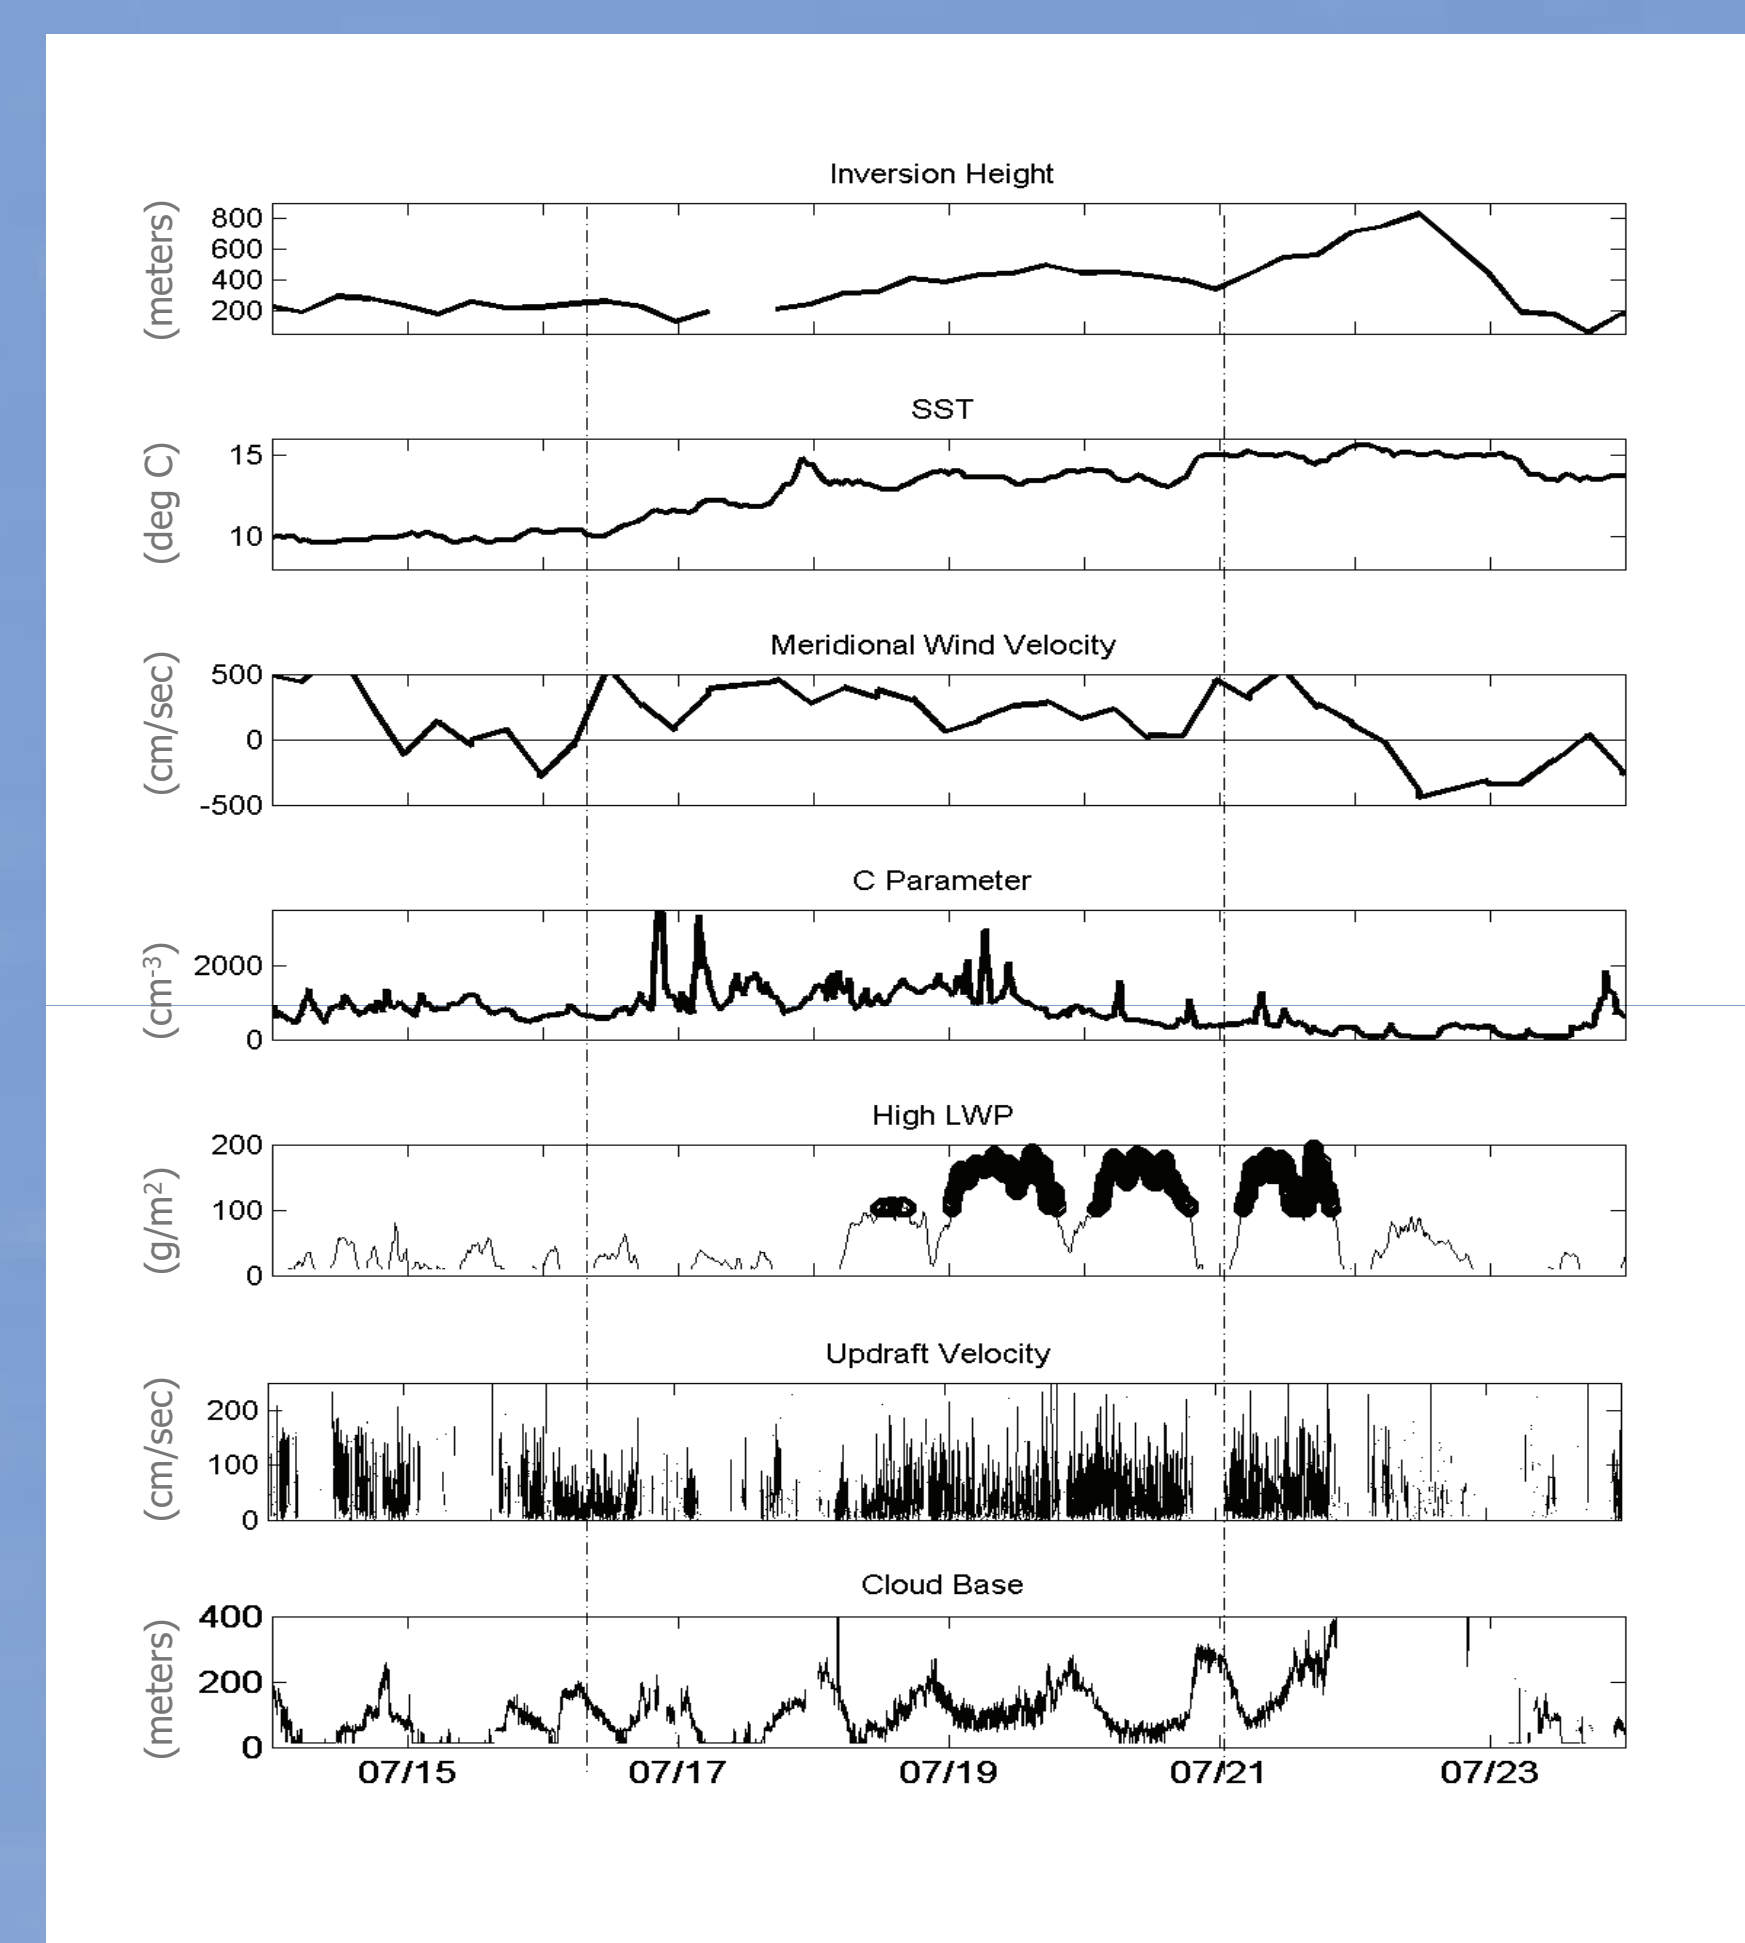 Inversion Height
(meters)
800
600
400
200
SST
(deg C)
15
10
Meridional Wind Velocity
(cm/sec)
500
0
-500
C Parameter
(cm-3)
2000
0
High LWP
(g/m2)
200
100
0
Updraft Velocity
(cm/sec)
200
100
0
Cloud Base
(meters)
400
200
0
07/15 07/17 07/19 07/21 07/23